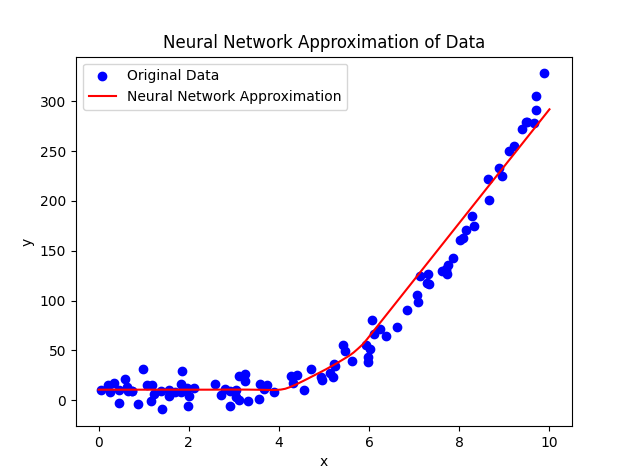 Neural Network Approximation of Data
Original Data
Neural Network Approximation
y
300
250
200
150
100
50
0
0 2 4 6 8 10
x